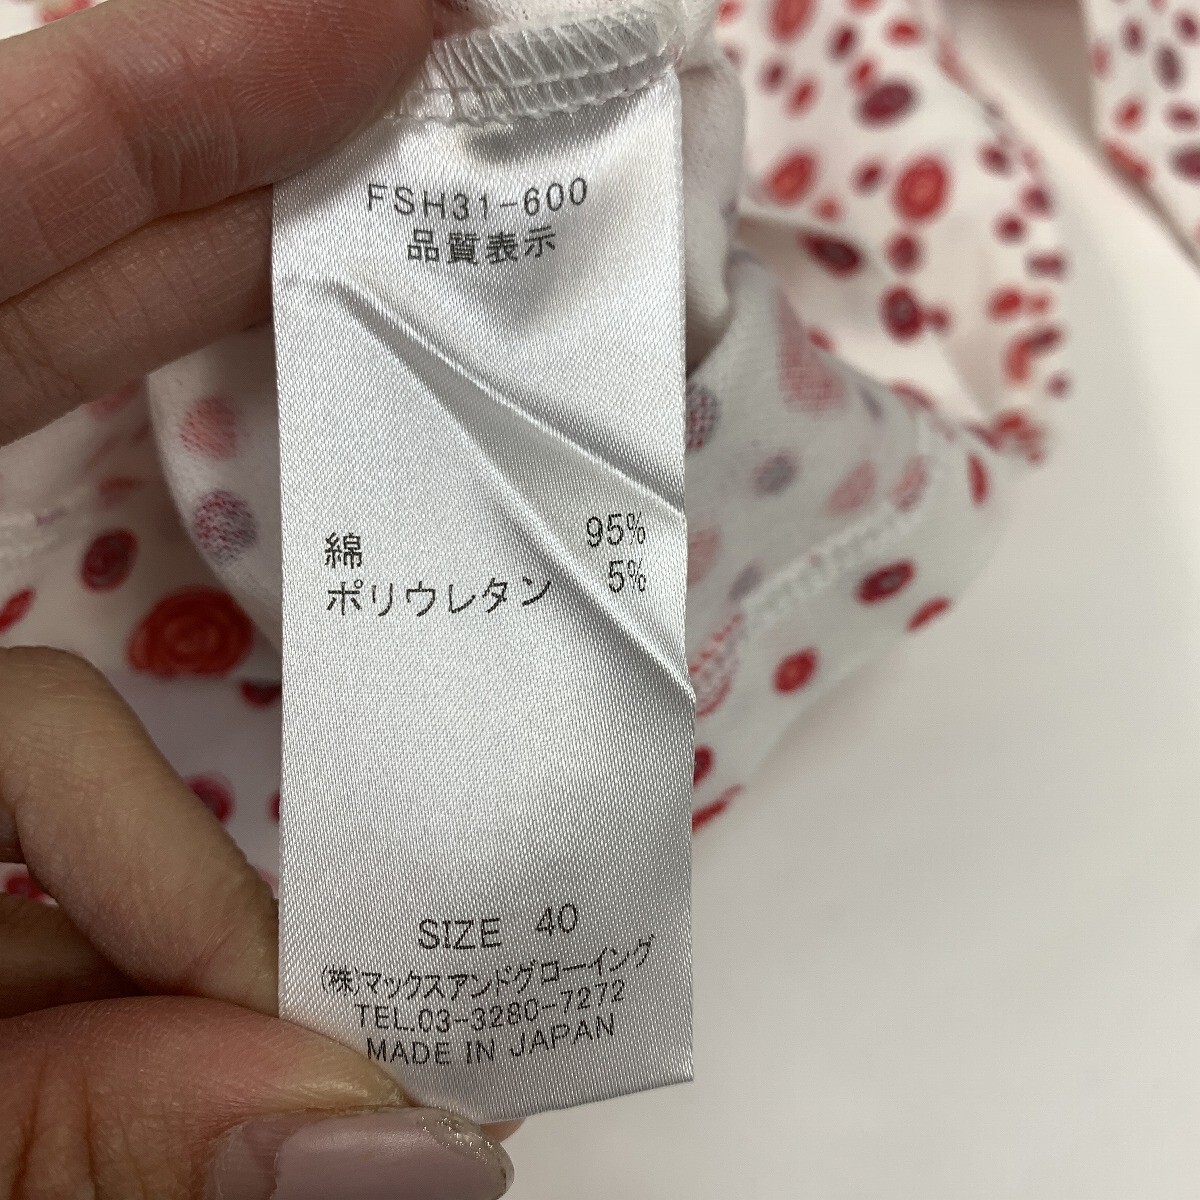 FSH31-600
品質表示
綿 95%
ポリウレタン 5%
SIZE 40
(株)マックスアンドグローイング
TEL.03-3280-7272
MADE IN JAPAN